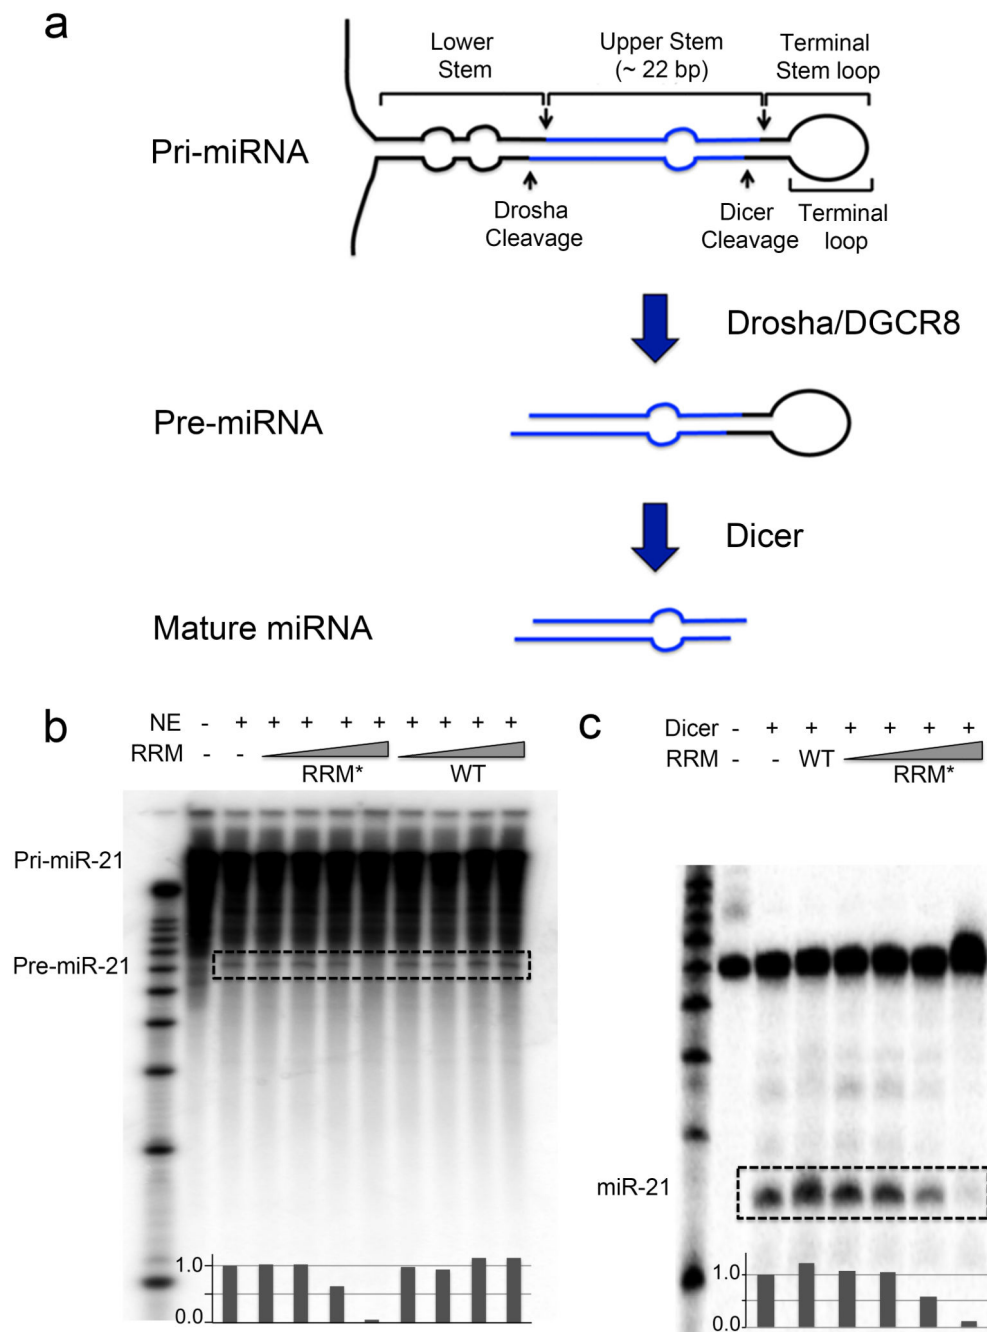 a
Lower
Stem
Upper Stem
(~ 22 bp)
Terminal
Stem loop
Pri-miRNA
Drosha
Cleavage
Dicer
Cleavage
Terminal
loop
Drosha/DGCR8
Pre-miRNA
Dicer
Mature miRNA
b
NE - + + + + + + + + +
RRM - - RRM* WT
Pri-miR-21
Pre-miR-21
1.0
0.0
c
Dicer - + + + + + +
RRM - - WT RRM*
miR-21
1.0
0.0